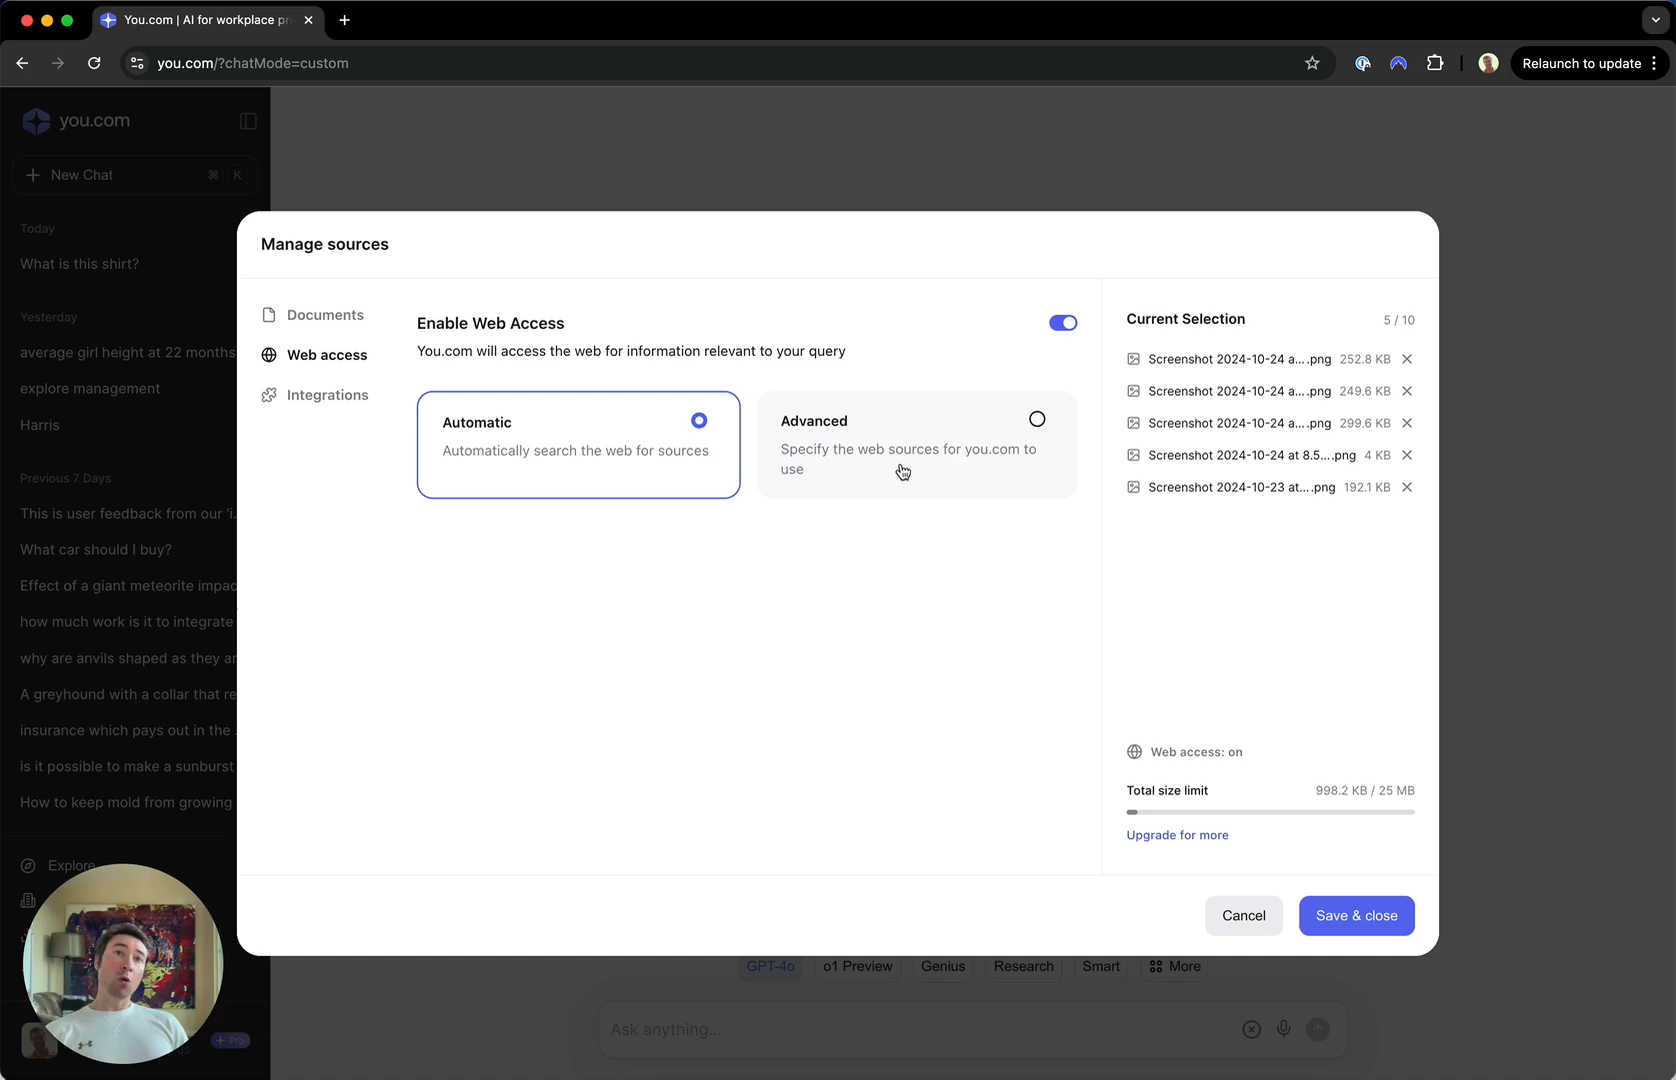 You.com | AI for workplace pr
you.com/?chatMode=custom
Relaunch to update
you.com
New Chat
⌘ K
Today
What is this shirt?
Yesterday
average girl height at 22 months
explore management
Harris
Previous 7 Days
This is user feedback from our 'i.
What car should I buy?
Effect of a giant meteorite impac
how much work is it to integrate
why are anvils shaped as they ar
A greyhound with a collar that re
insurance which pays out in the .
is it possible to make a sunburst
How to keep mold from growing
Explore
+ Pro
Manage sources
Documents
Web access
Integrations
Enable Web Access
You.com will access the web for information relevant to your query
Automatic
Automatically search the web for sources
Advanced
Specify the web sources for you.com to
use
Current Selection 5 / 10
Screenshot 2024-10-24 a....png 252.8 KB
Screenshot 2024-10-24 a....png 249.6 KB
Screenshot 2024-10-24 a....png 299.6 KB
Screenshot 2024-10-24 at 8.5....png 4 KB
Screenshot 2024-10-23 at....png 192.1 KB
Web access: on
Total size limit 998.2 KB / 25 MB
Upgrade for more
Cancel
Save & close
GPT-4o o1 Preview Genius Research Smart More
Ask anything...